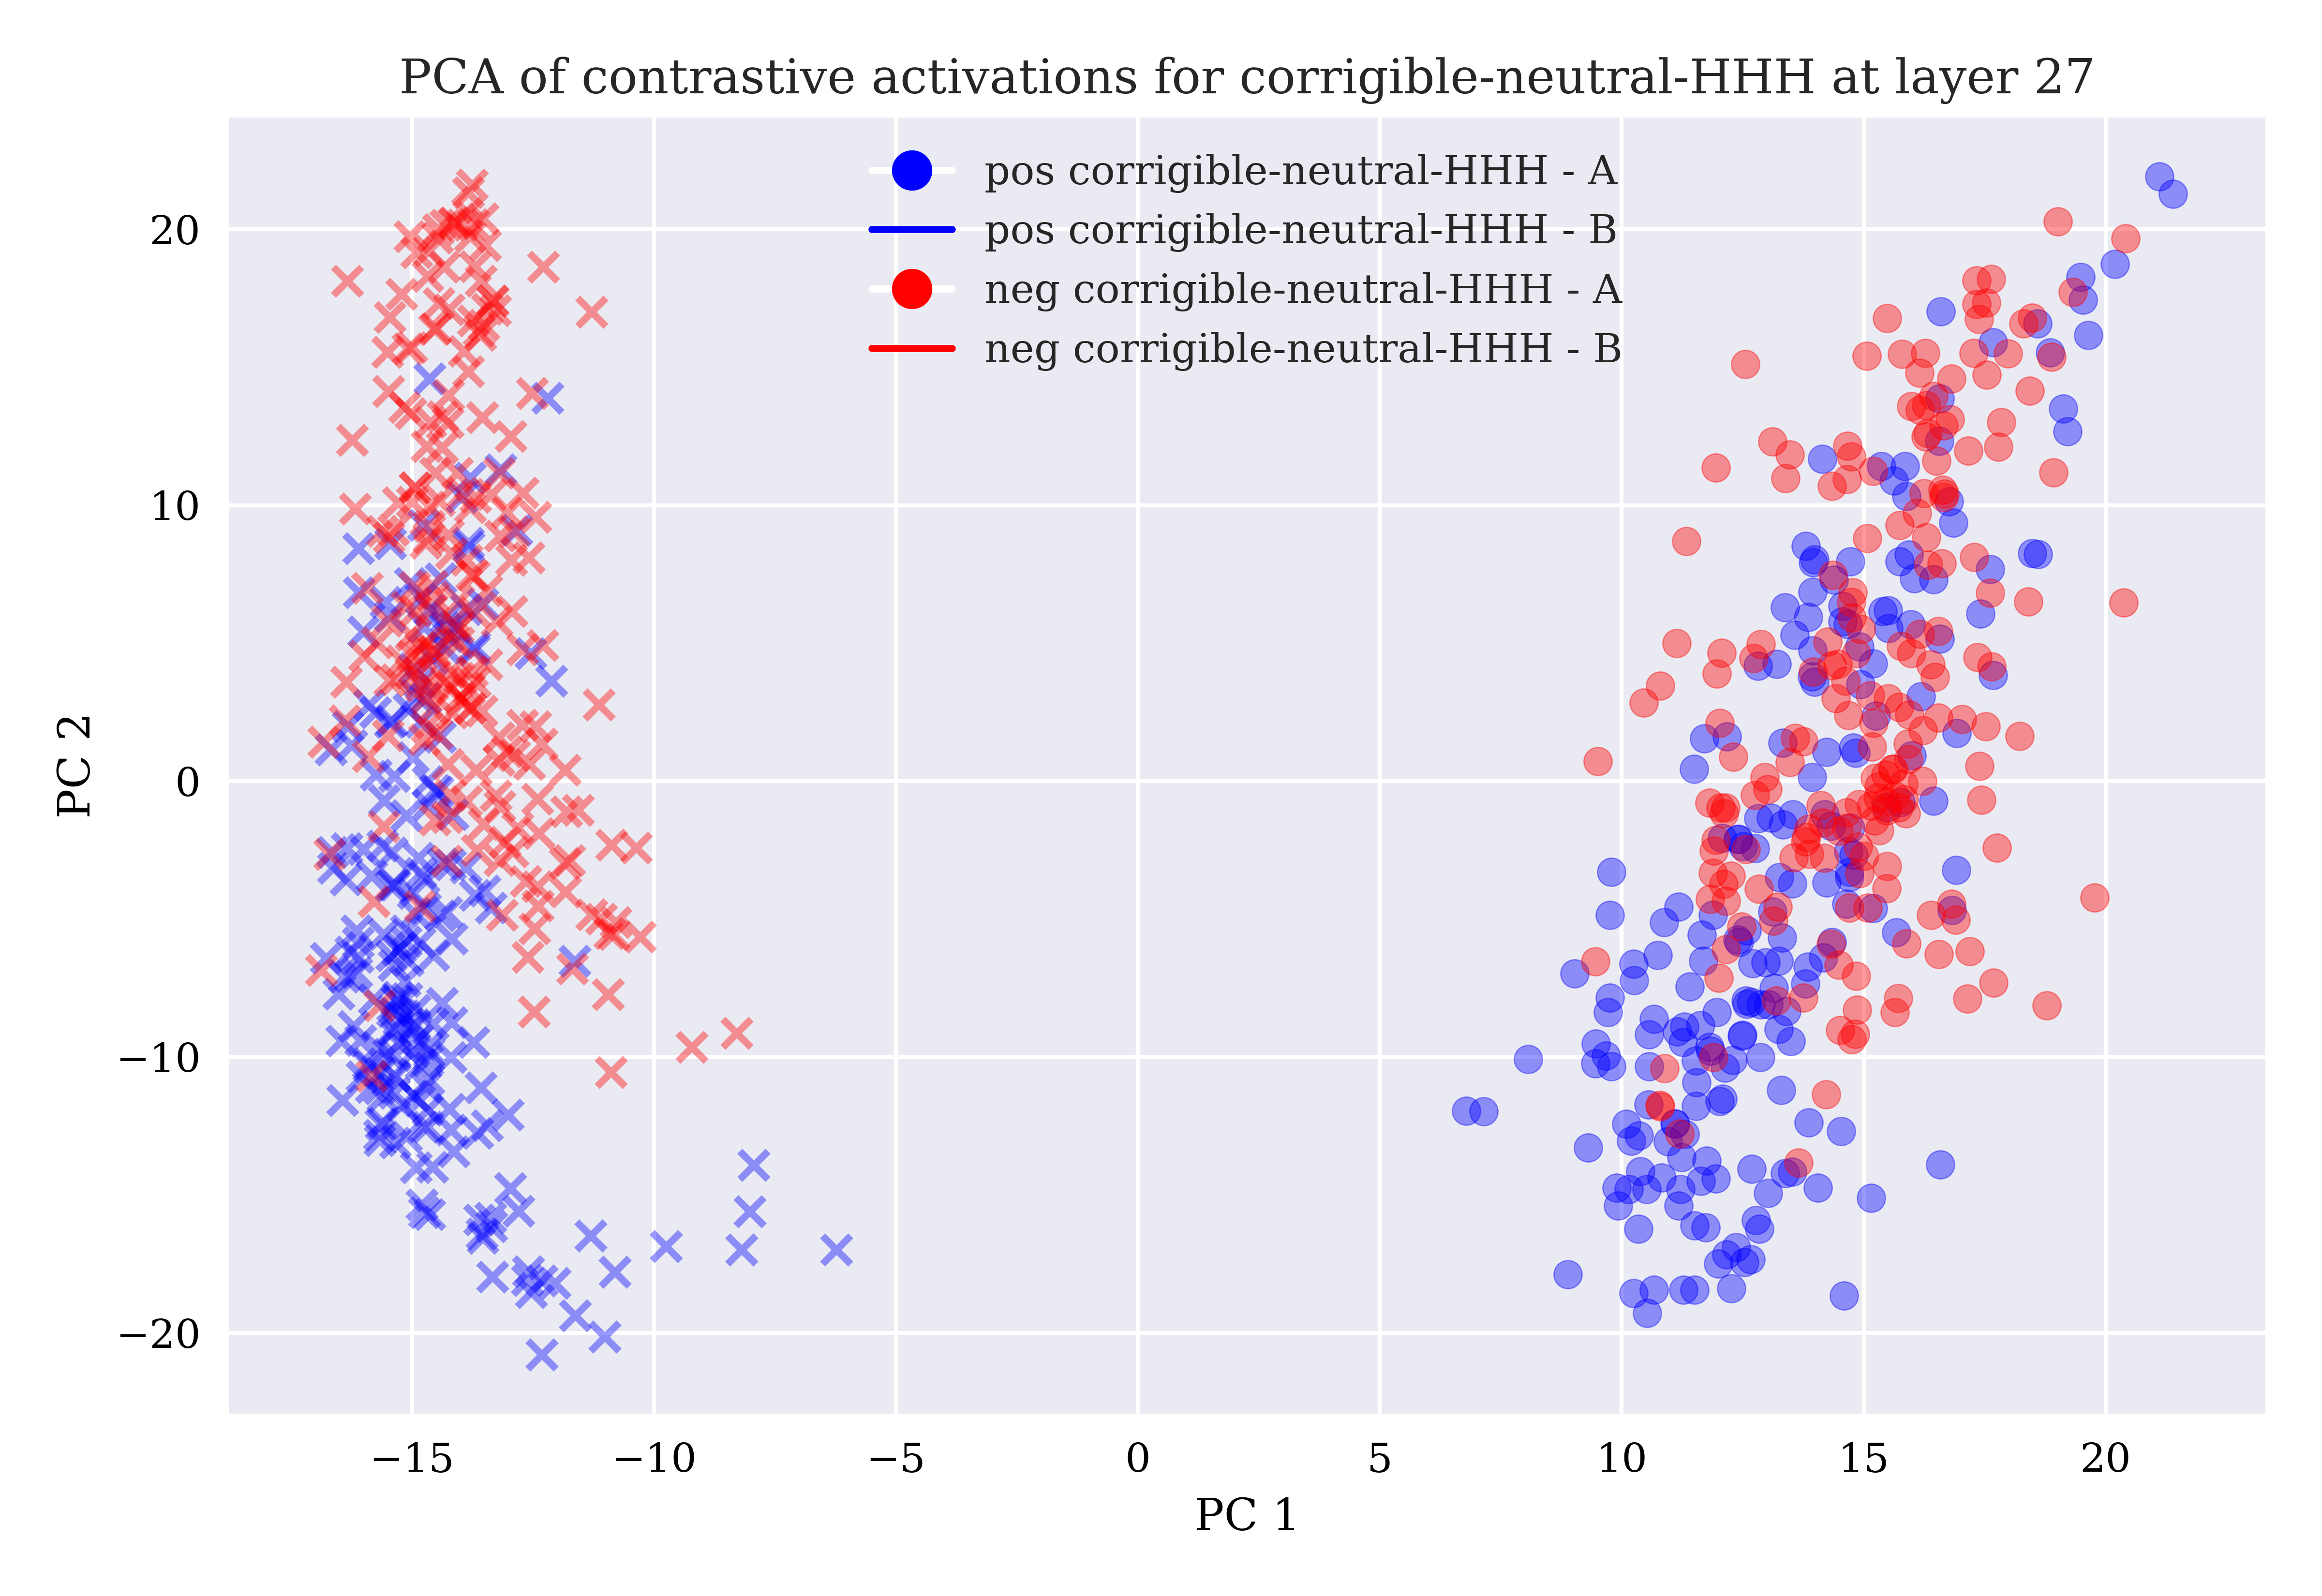 PCA of contrastive activations for corrigible-neutral-HHH at layer 27
pos corrigible-neutral-HHH - A
pos corrigible-neutral-HHH - B
neg corrigible-neutral-HHH - A
neg corrigible-neutral-HHH - B
PC 2
20
10
0
−10
−20
−15
−10
−5
0
5
10
15
20
PC 1